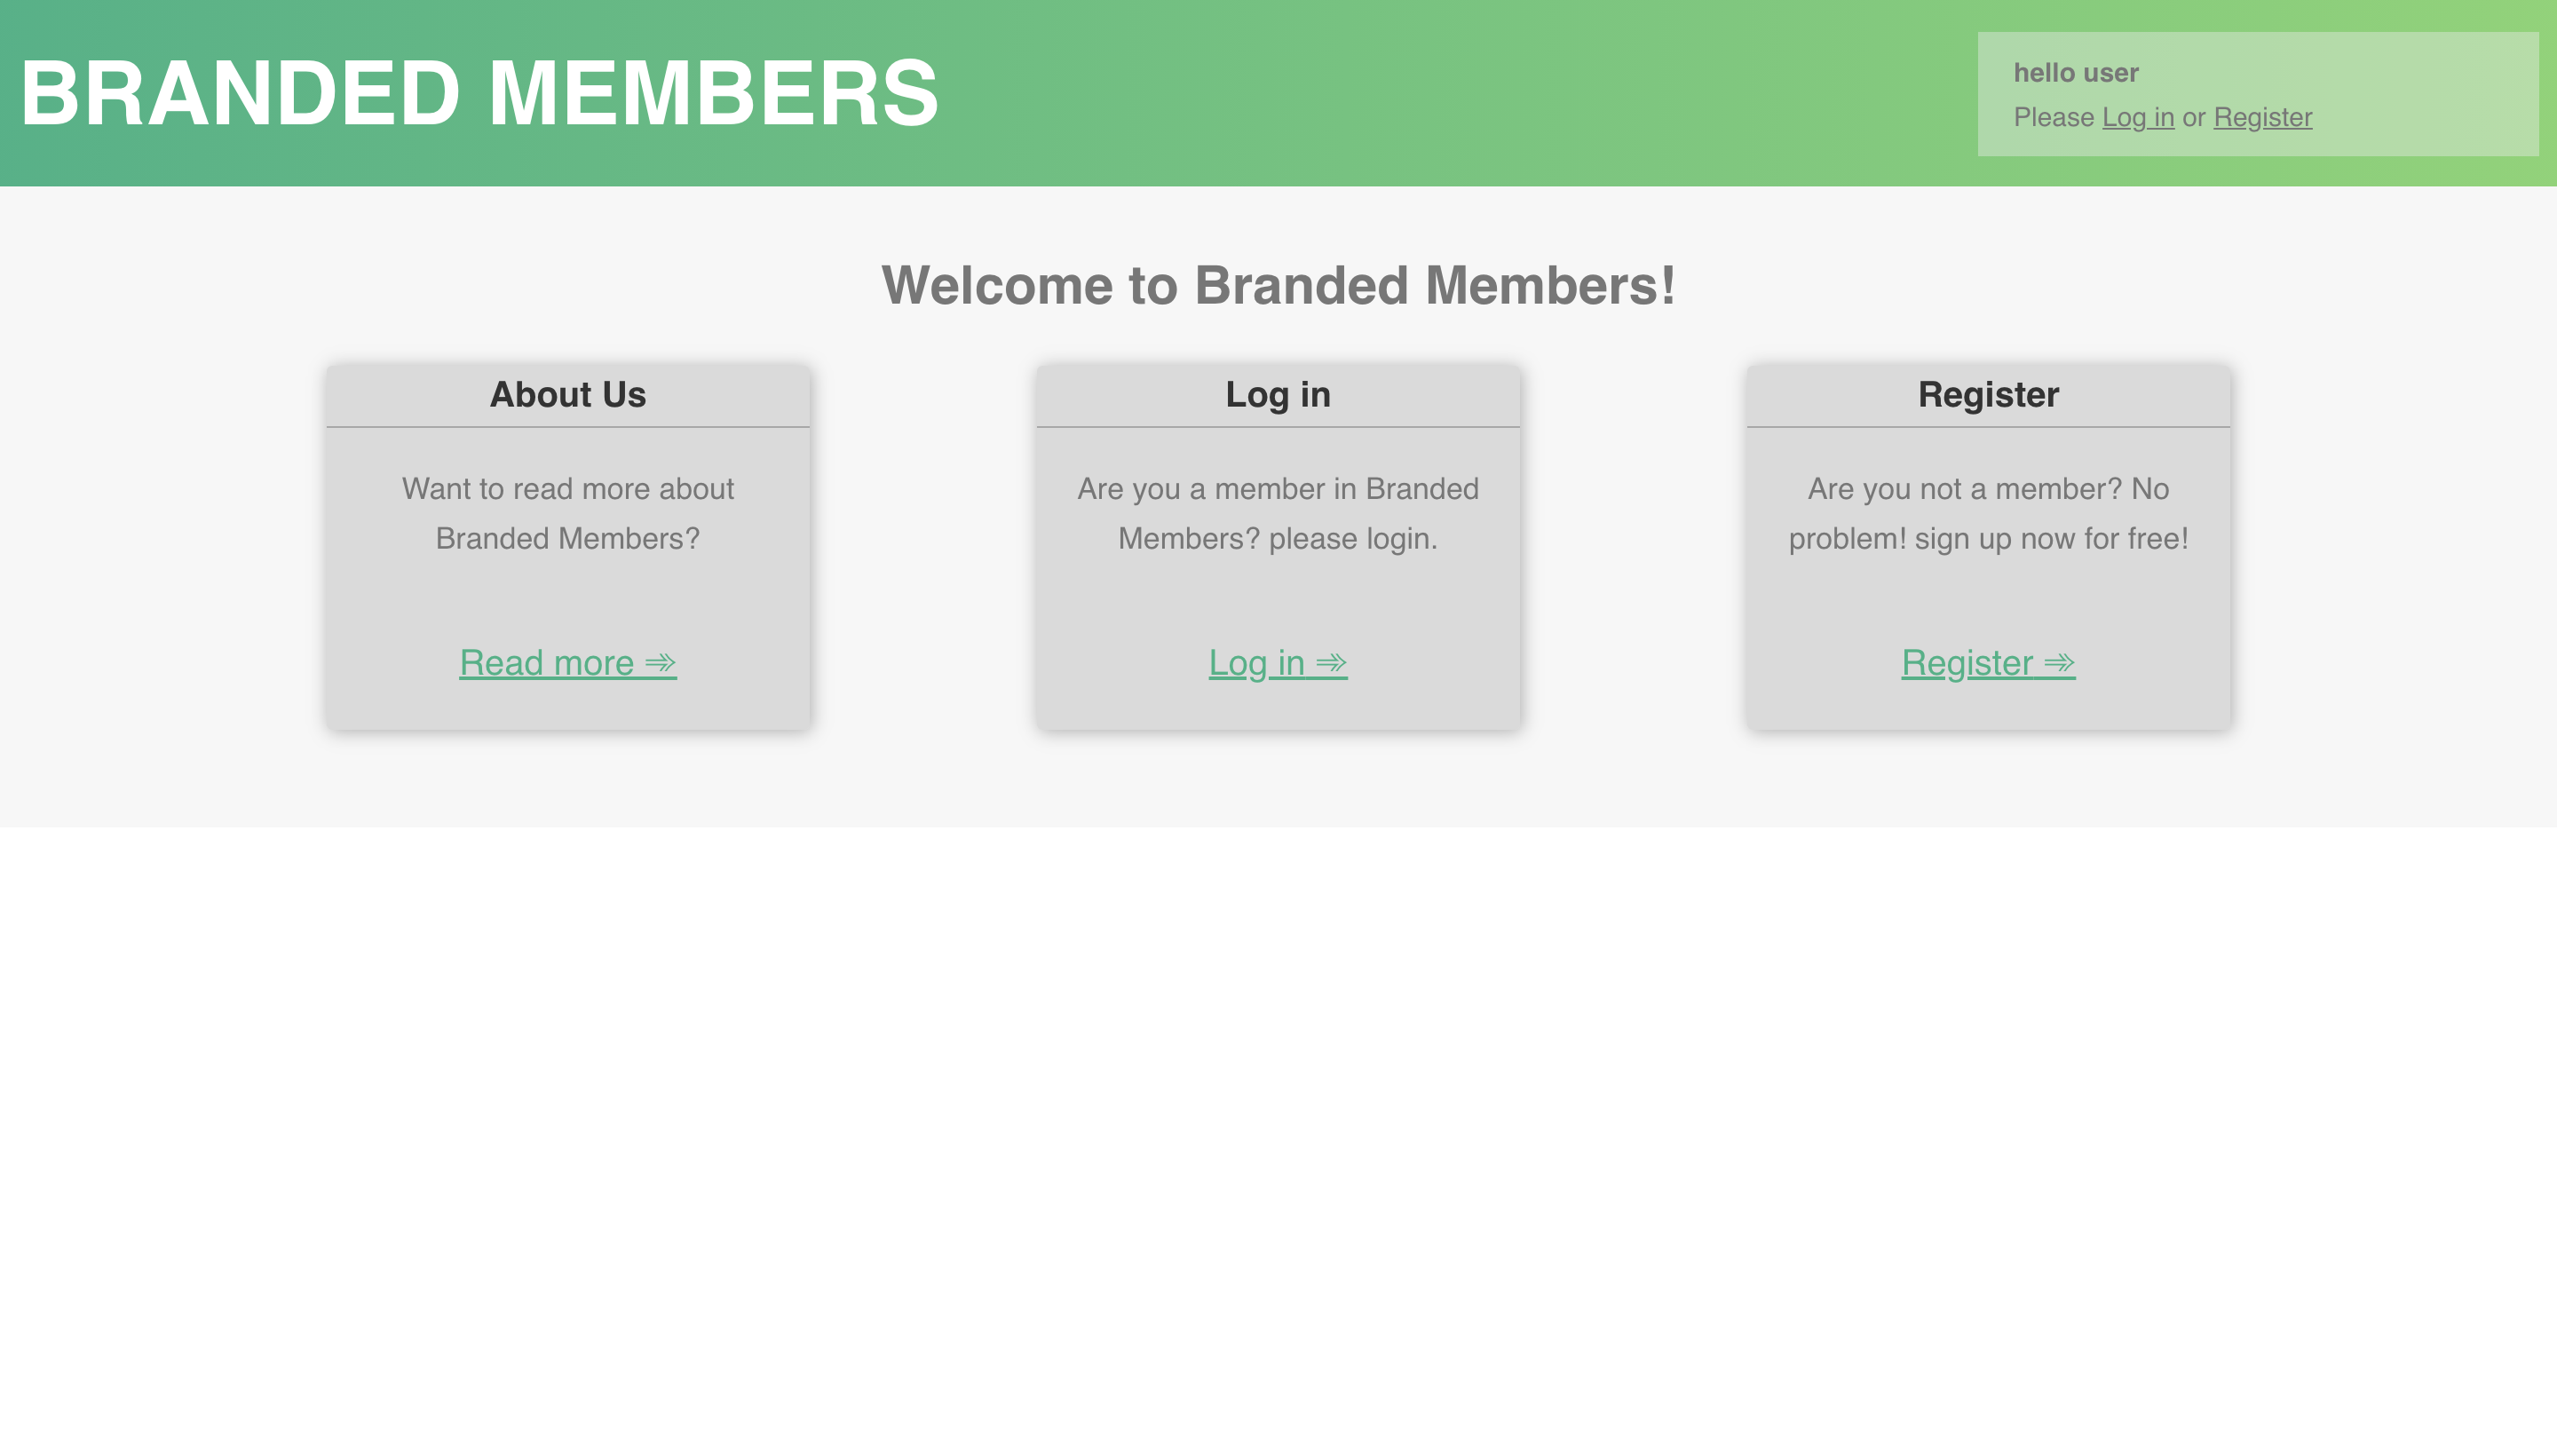 BRANDED MEMBERS
hello user
Please Log in or Register
Welcome to Branded Members!
About Us
Want to read more about
Branded Members?
Read more ➾
Log in
Are you a member in Branded
Members? please login.
Log in ➾
Register
Are you not a member? No
problem! sign up now for free!
Register ➾